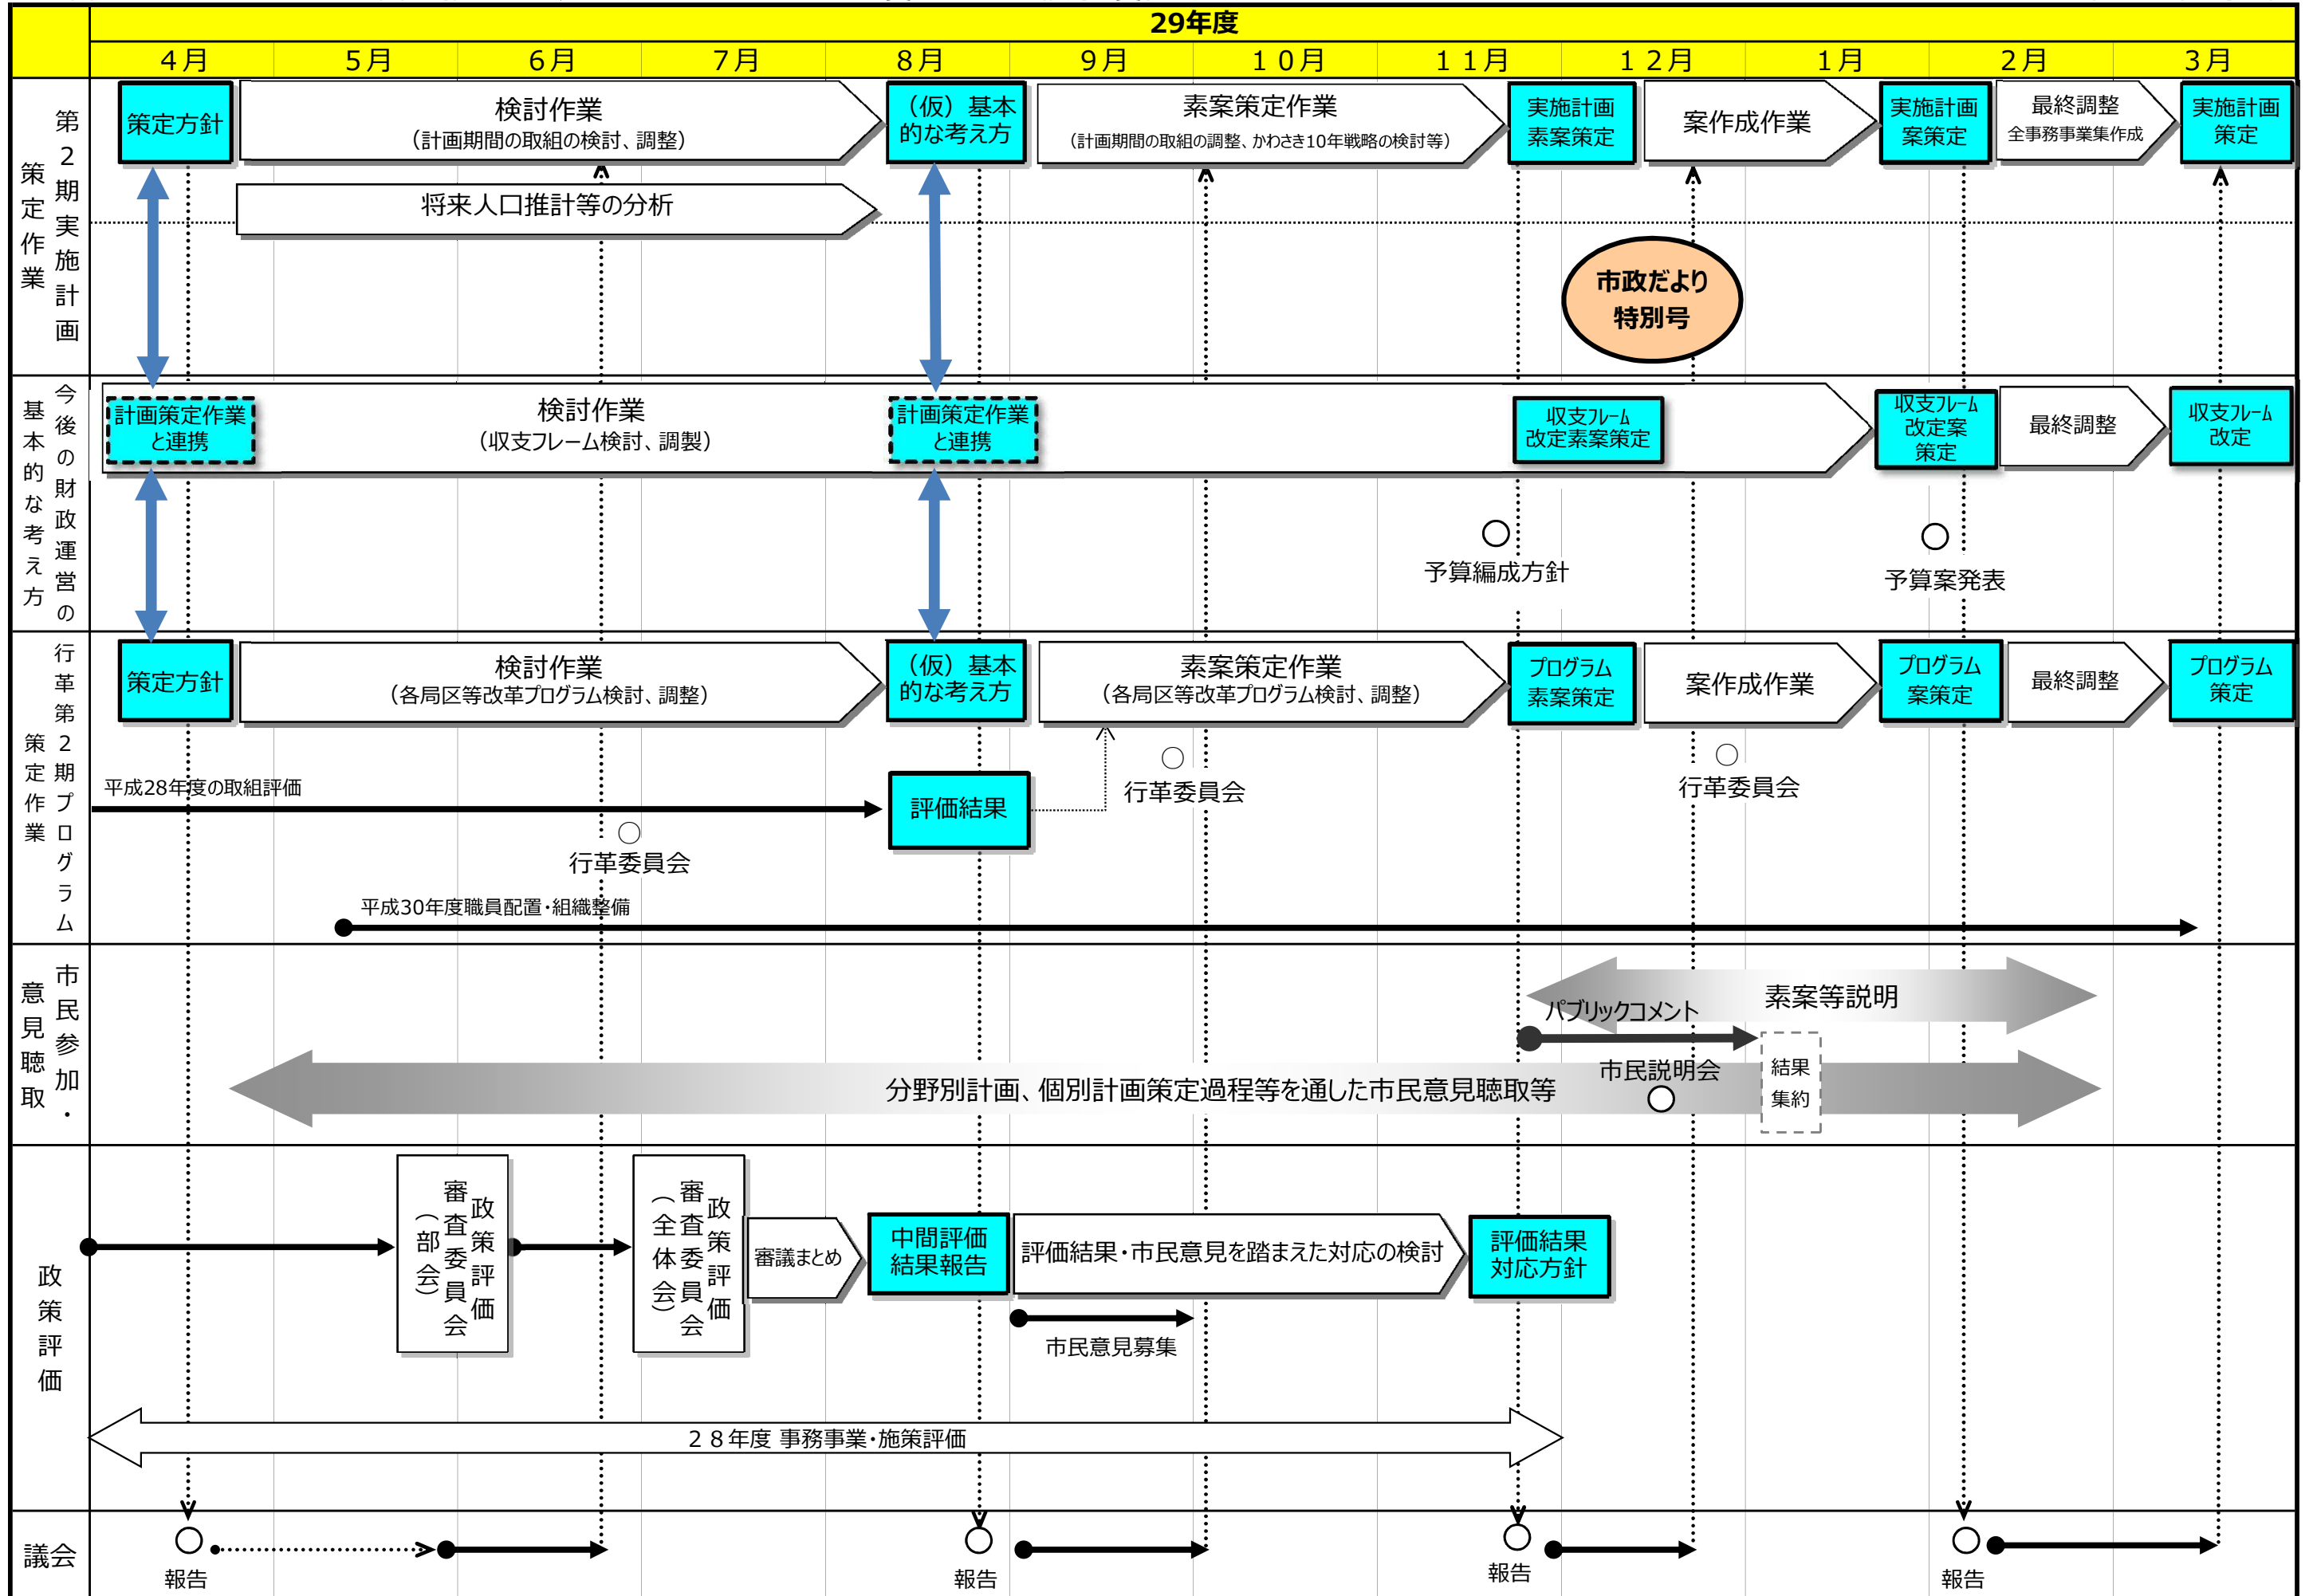 29年度
4月
5月
6月
7月
8月
9月
10月
11月
12月
1月
2月
3月
第2期実施計画
策定作業
策定方針
検討作業
（計画期間の取組の検討、調整）
（仮）基本
的な考え方
素案策定作業
（計画期間の取組の調整、かわさき10年戦略の検討等）
実施計画
素案策定
案作成作業
実施計画
案策定
最終調整
全事務事業集作成
実施計画
策定
将来人口推計等の分析
市政だより
特別号
今後の財政運営の
基本的な考え方
計画策定作業
と連携
検討作業
（収支フレーム検討、調製）
計画策定作業
と連携
収支フレーム
改定素案策定
収支フレーム
改定案
策定
最終調整
収支フレーム
改定
予算編成方針
予算案発表
行革第2期プログラム
策定作業
策定方針
検討作業
（各局区等改革プログラム検討、調整）
（仮）基本
的な考え方
素案策定作業
（各局区等改革プログラム検討、調整）
プログラム
素案策定
案作成作業
プログラム
案策定
最終調整
プログラム
策定
平成28年度の取組評価
評価結果
行革委員会
行革委員会
行革委員会
平成30年度職員配置・組織整備
市民参加・
意見聴取
素案等説明
パブリックコメント
市民説明会
結果
集約
分野別計画、個別計画策定過程等を通した市民意見聴取等
政策評価
政策評価
審査委員会
（部会）
政策評価
審査委員会
（全体会）
審議まとめ
中間評価
結果報告
評価結果・市民意見を踏まえた対応の検討
評価結果
対応方針
市民意見募集
28年度 事務事業・施策評価
議会
報告
報告
報告
報告